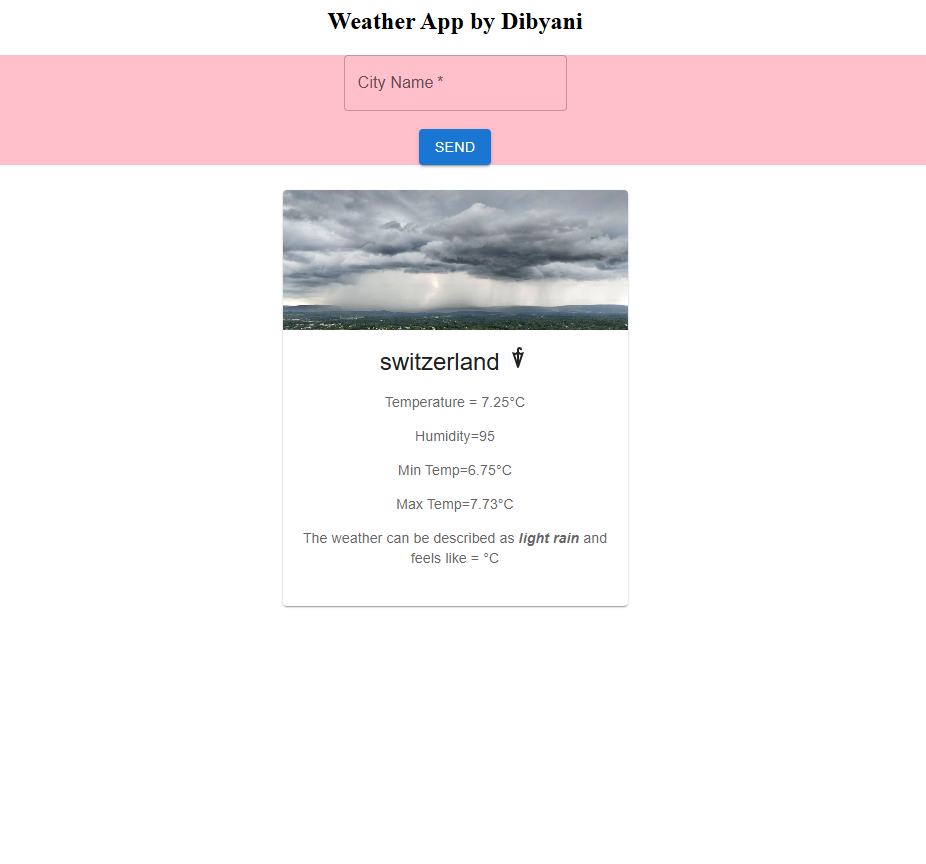 Weather App by Dibyani
City Name *
SEND
switzerland
Temperature = 7.25°C
Humidity=95
Min Temp=6.75°C
Max Temp=7.73°C
The weather can be described as light rain and
feels like = °C